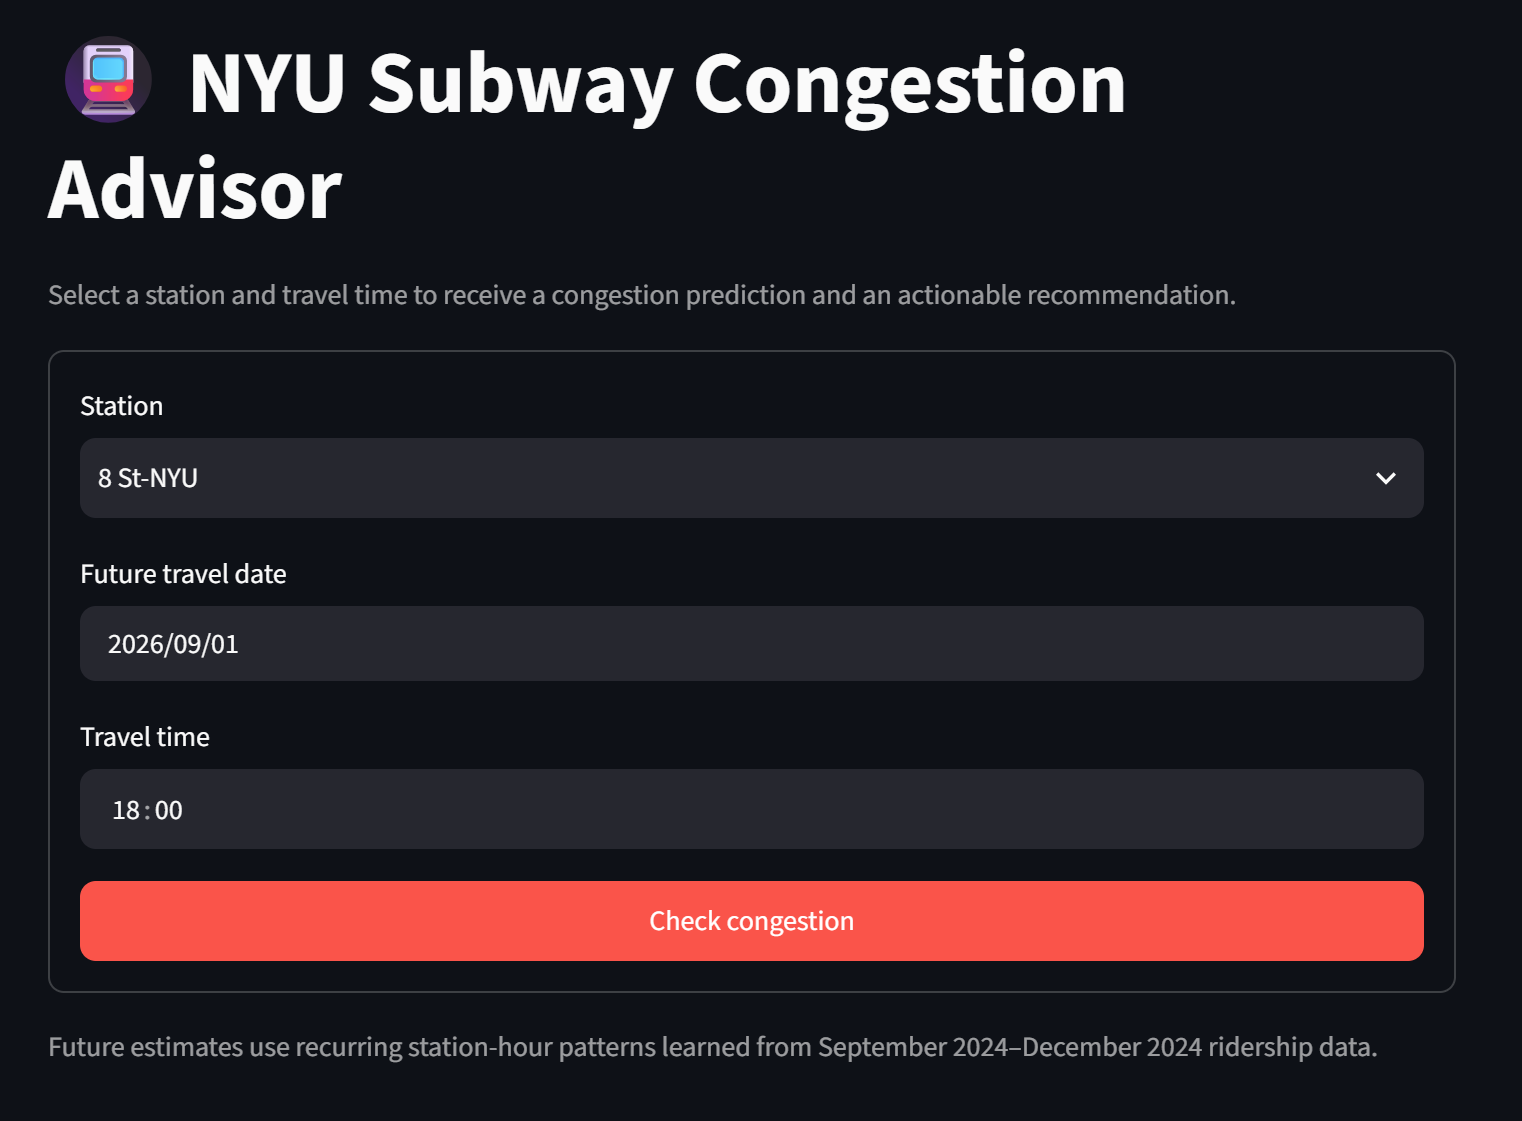 NYU Subway Congestion
Advisor
Select a station and travel time to receive a congestion prediction and an actionable recommendation.
Station
8 St-NYU
Future travel date
2026/09/01
Travel time
18:00
Check congestion
Future estimates use recurring station-hour patterns learned from September 2024–December 2024 ridership data.